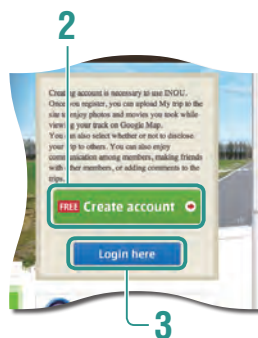 2
Creating account is necessary to use INOU.
Once you register, you can upload My trip to the
site to enjoy photos and movies you took while
viewing your track on Google Map.
You can also select whether or not to disclose
your trip to others. You can also enjoy
communication among members, making friends
with other members, or adding comments to the
trips.
FREE Create account
Login here
3